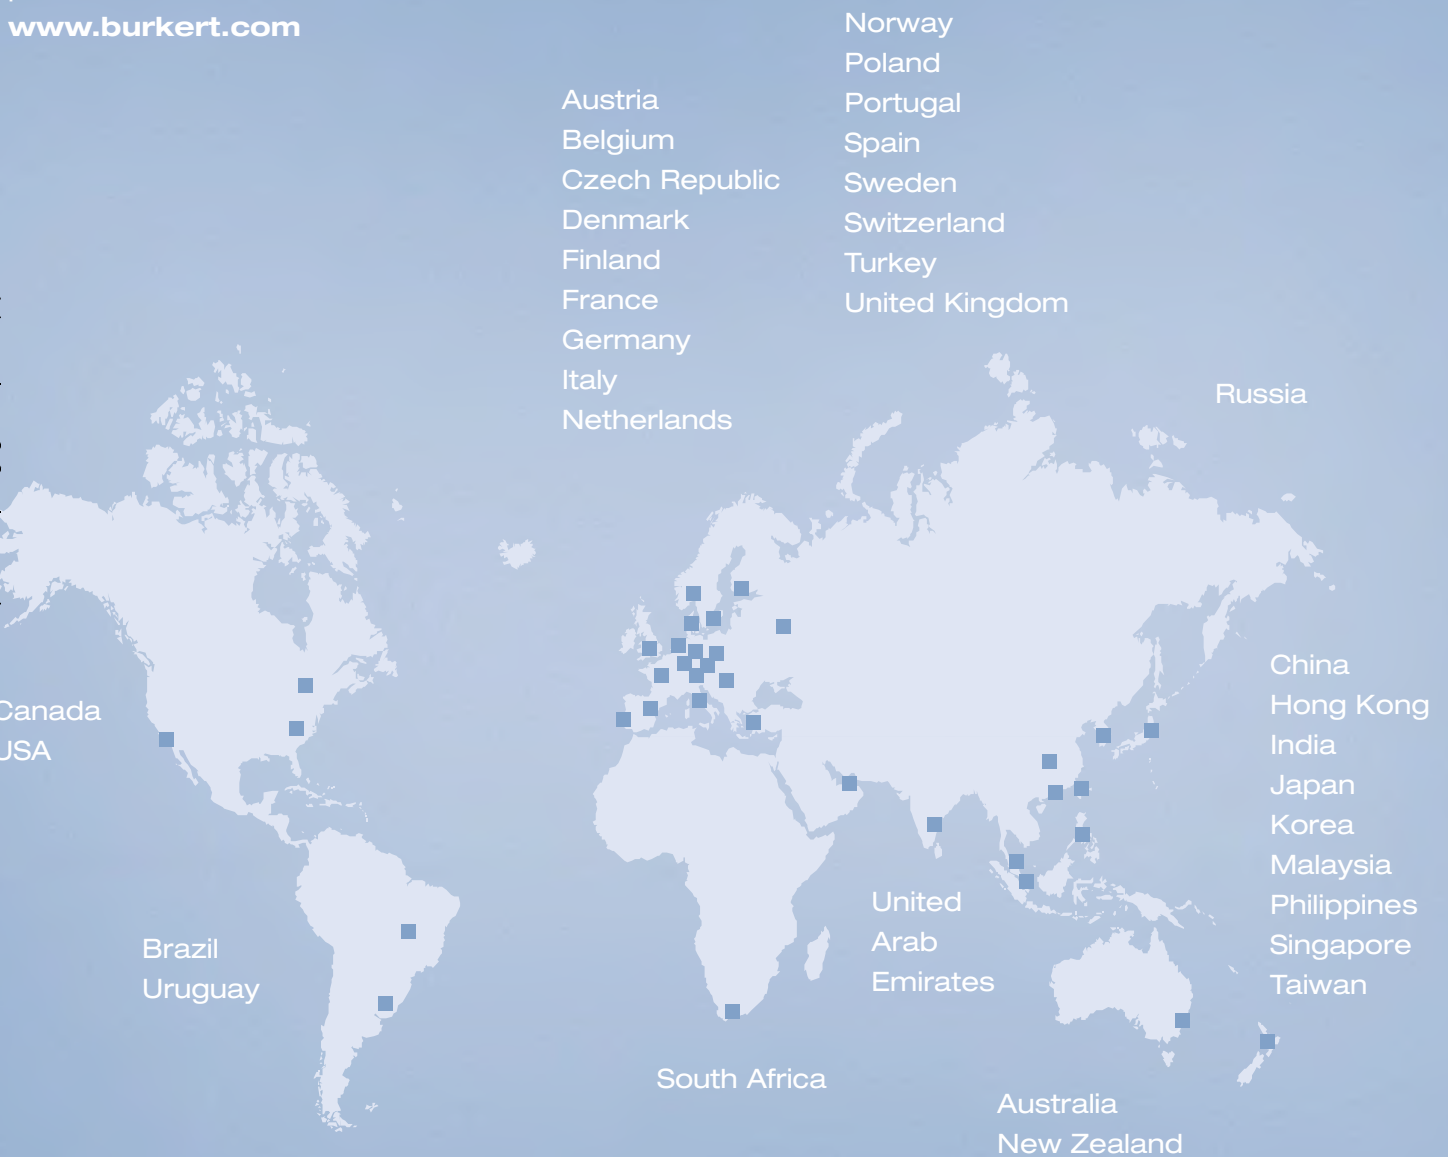 www.burkert.com
Austria
Belgium
Czech Republic
Denmark
Finland
France
Germany
Italy
Netherlands
Norway
Poland
Portugal
Spain
Sweden
Switzerland
Turkey
United Kingdom
Russia
Canada
USA
China
Hong Kong
India
Japan
Korea
Malaysia
Philippines
Singapore
Taiwan
Brazil
Uruguay
United
Arab
Emirates
South Africa
Australia
New Zealand